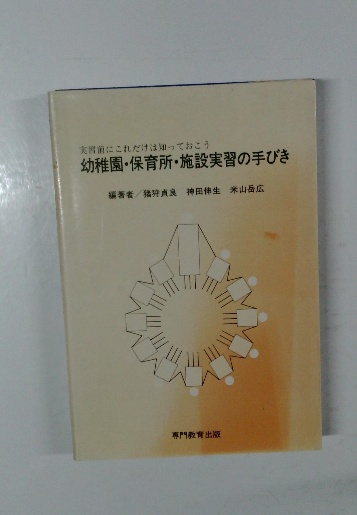 実習前にこれだけは知っておこう
幼稚園・保育所・施設実習の手びき
編著者／猪狩貞良 神田伸生 米山岳広
専門教育出版